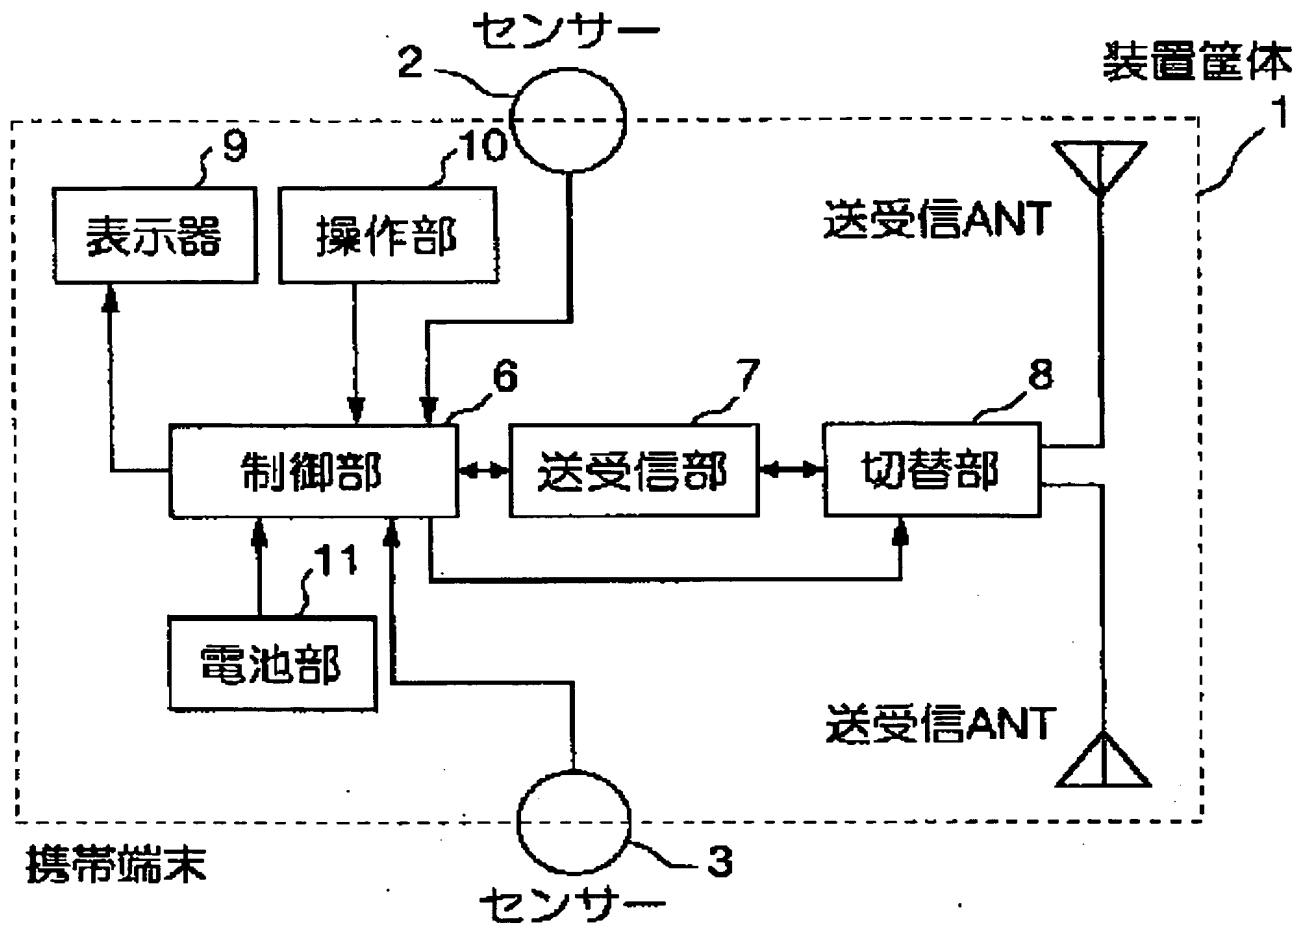 センサー
2
装置筐体
1
9
10
表示器
操作部
送受信ANT
6
7
8
制御部
送受信部
切替部
11
電池部
送受信ANT
携帯端末
3
センサー